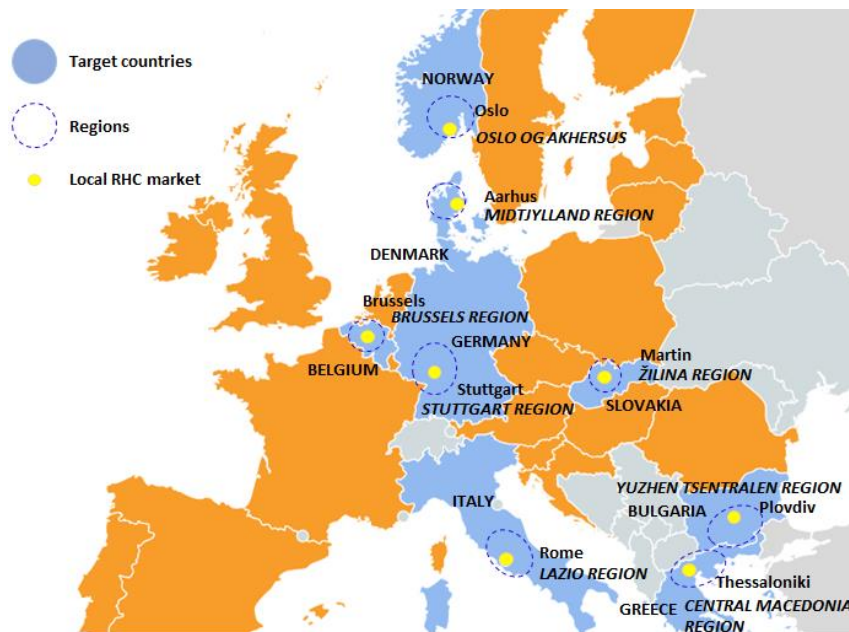 Target countries
Regions
Local RHC market
NORWAY
Oslo
OSLO OG AKHERSUS
Aarhus
MIDTJYLLAND REGION
DENMARK
Brussels
BRUSSELS REGION
GERMANY
BELGIUM
Stuttgart
STUTTGART REGION
Martin
ŽILINA REGION
SLOVAKIA
YUZHEN TSENTRALEN REGION
BULGARIA
Plovdiv
ITALY
Rome
LAZIO REGION
Thessaloniki
GREECE CENTRAL MACEDONIA
REGION